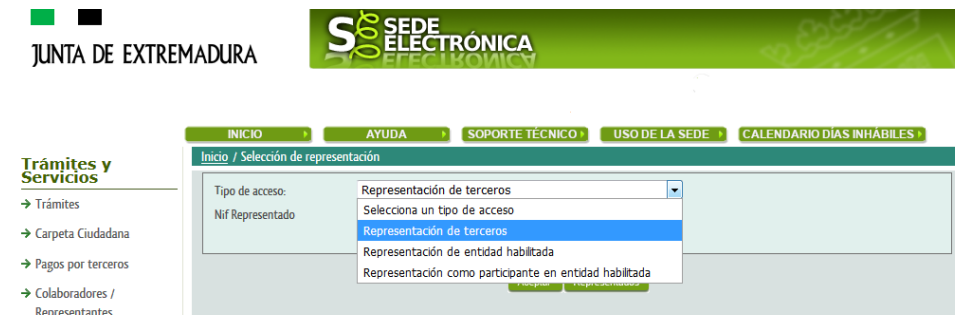 JUNTA DE EXTREMADURA
SEDE
ELECTRÓNICA
INICIO
AYUDA
SOPORTE TÉCNICO
USO DE LA SEDE
CALENDARIO DÍAS INHÁBILES
Trámites y
Servicios
→ Trámites
→ Carpeta Ciudadana
→ Pagos por terceros
→ Colaboradores /
Representantes
Inicio / Selección de representación
Tipo de acceso:
Representación de terceros
Nif Representado
Selecciona un tipo de acceso
Representación de terceros
Representación de entidad habilitada
Representación como participante en entidad habilitada
Aceptar
Representados